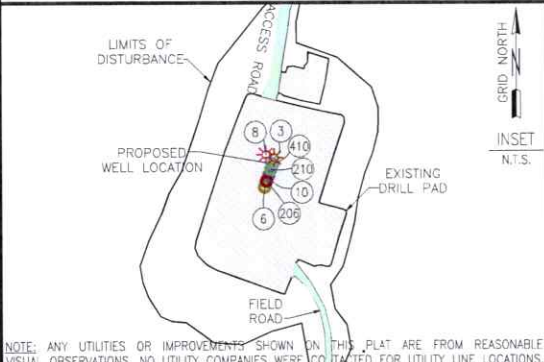 LIMITS OF
DISTURBANCE
ACCESS ROAD
GRID NORTH
N
INSET
N.T.S.
8
3
410
210
10
206
6
PROPOSED
WELL LOCATION
EXISTING
DRILL PAD
FIELD
ROAD
NOTE: ANY UTILITIES OR IMPROVEMENTS SHOWN ON THIS PLAT ARE FROM REASONABLE
VISUAL OBSERVATIONS. NO UTILITY COMPANIES WERE CONTACTED FOR UTILITY LINE LOCATIONS.